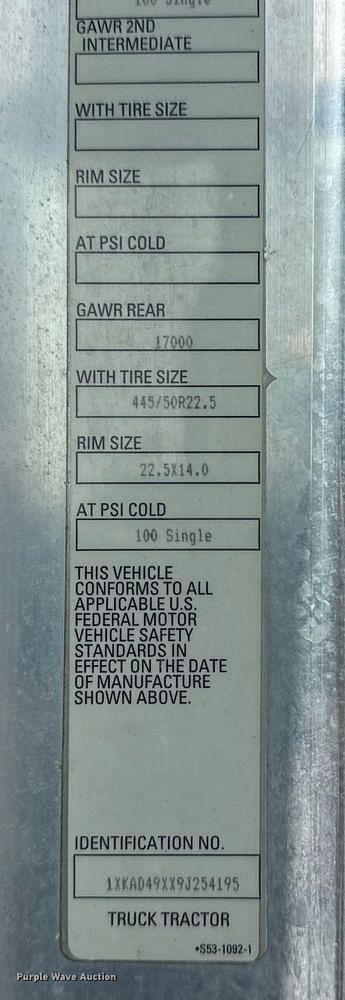 100 Single
GAWR 2ND
INTERMEDIATE
WITH TIRE SIZE
RIM SIZE
AT PSI COLD
GAWR REAR
17000
WITH TIRE SIZE
445/50R22.5
RIM SIZE
22.5X14.0
AT PSI COLD
100 Single
THIS VEHICLE
CONFORMS TO ALL
APPLICABLE U.S.
FEDERAL MOTOR
VEHICLE SAFETY
STANDARDS IN
EFFECT ON THE DATE
OF MANUFACTURE
SHOWN ABOVE.
IDENTIFICATION NO.
1XKAD49XX9J254195
TRUCK TRACTOR
*S53-1092-1
Purple Wave Auction